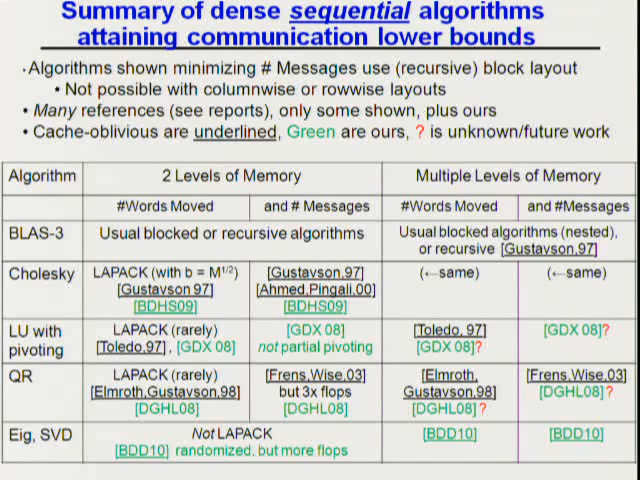 Summary of dense sequential algorithms
attaining communication lower bounds
·Algorithms shown minimizing # Messages use (recursive) block layout
• Not possible with columnwise or rowwise layouts
• Many references (see reports), only some shown, plus ours
• Cache-oblivious are underlined, Green are ours, ? is unknown/future work
Algorithm 2 Levels of Memory Multiple Levels of Memory
#Words Moved and # Messages #Words Moved and #Messages
BLAS-3 Usual blocked or recursive algorithms Usual blocked algorithms (nested),
or recursive [Gustavson,97]
Cholesky LAPACK (with b = M1/2) [Gustavson,97] (←same) (←same)
[Gustavson 97] [Ahmed,Pingali,00]
[BDHS09] [BDHS09]
LU with LAPACK (rarely) [GDX 08] [Toledo, 97] [GDX 08]?
pivoting [Toledo,97] , [GDX 08] not partial pivoting [GDX 08]?
QR LAPACK (rarely) [Frens,Wise,03] [Elmroth, [Frens,Wise,03]
[Elmroth,Gustavson,98] but 3x flops Gustavson,98] [DGHL08] ?
[DGHL08] [DGHL08] [DGHL08] ?
Eig, SVD Not LAPACK [BDD10] [BDD10]
[BDD10] randomized, but more flops